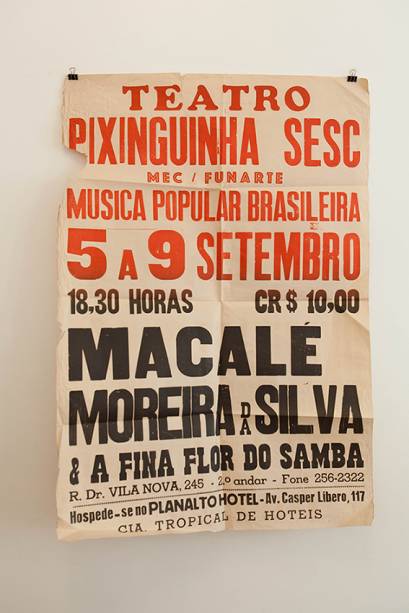 TEATRO
PIXINGUINHA SESC
MEC / FUNARTE
MUSICA POPULAR BRASILEIRA
5 A 9 SETEMBRO
18,30 HORAS CR$ 10,00
MACALÉ
MOREIRA DA SILVA
& A FINA FLOR DO SAMBA
R. Dr. VILA NOVA, 245 - 2.º andar - Fone 256-2322
Hospede-se no PLANALTO HOTEL - Av. Casper Libero, 117
CIA. TROPICAL DE HOTEIS